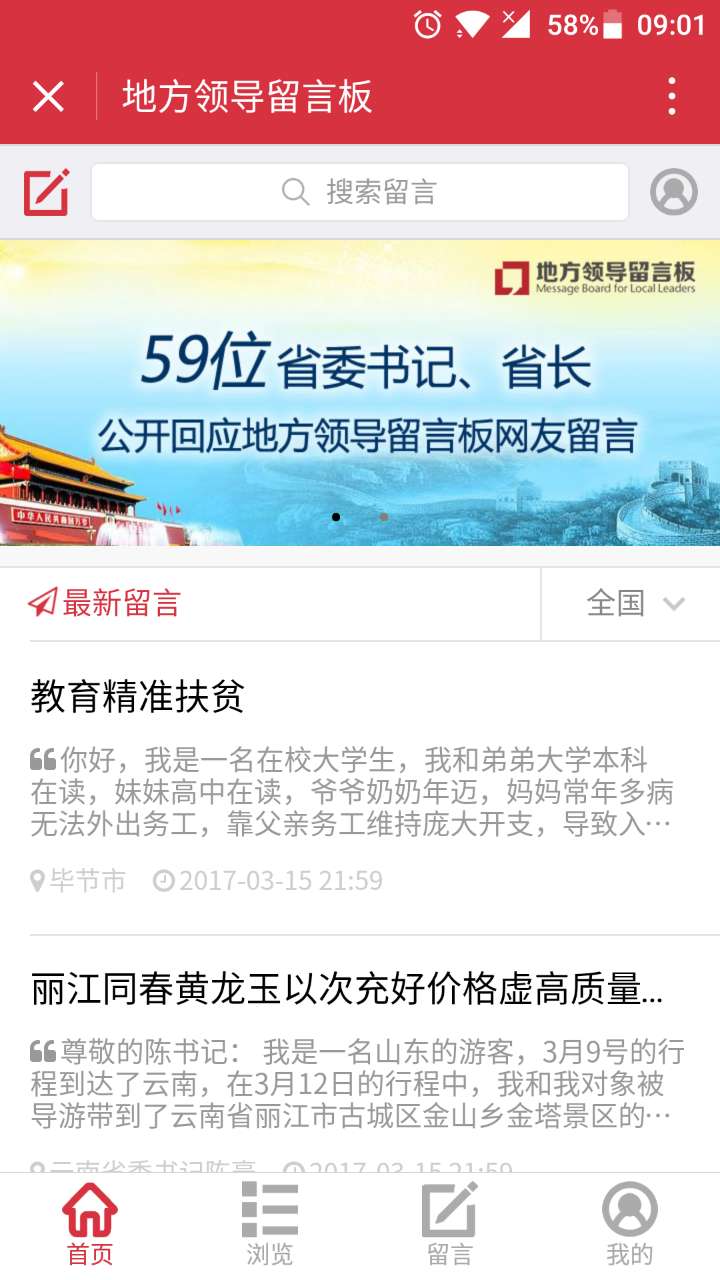 58% 09:01
地方领导留言板
搜索留言
地方领导留言板
Message Board for Local Leaders
59位省委书记、省长
公开回应地方领导留言板网友留言
中华人民共和国万岁
最新留言
全国
教育精准扶贫
你好，我是一名在校大学生，我和弟弟大学本科
在读，妹妹高中在读，爷爷奶奶年迈，妈妈常年多病
无法外出务工，靠父亲务工维持庞大开支，导致入…
毕节市 2017-03-15 21:59
丽江同春黄龙玉以次充好价格虚高质量...
尊敬的陈书记： 我是一名山东的游客，3月9号的行
程到达了云南，在3月12日的行程中，我和我对象被
导游带到了云南省丽江市古城区金山乡金塔景区的…
云南省委书记陈豪 2017-03-15 21:59
首页 浏览 留言 我的